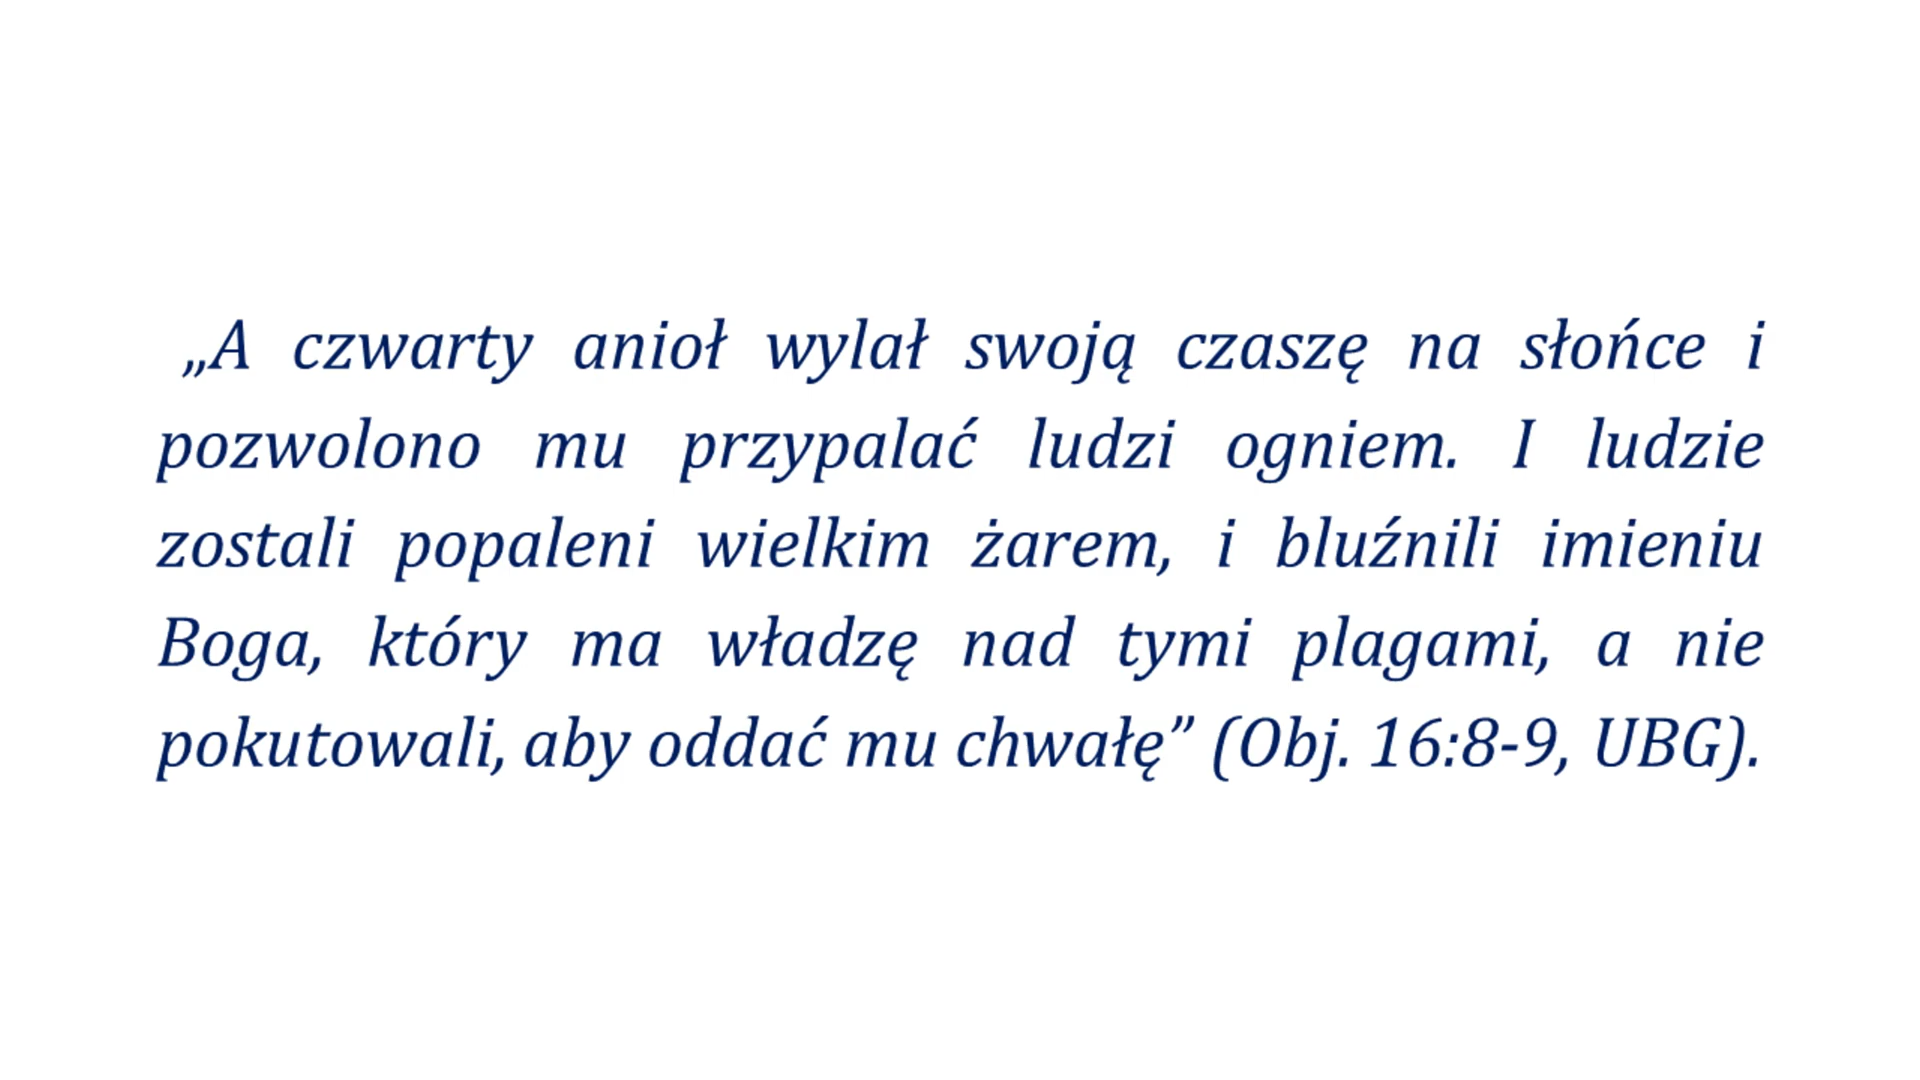 „A czwarty anioł wylał swoją czaszę na słońce i
pozwolono mu przypalać ludzi ogniem. I ludzie
zostali popaleni wielkim żarem, i bluźnili imieniu
Boga, który ma władzę nad tymi plagami, a nie
pokutowali, aby oddać mu chwałę” (Obj. 16:8-9, UBG).